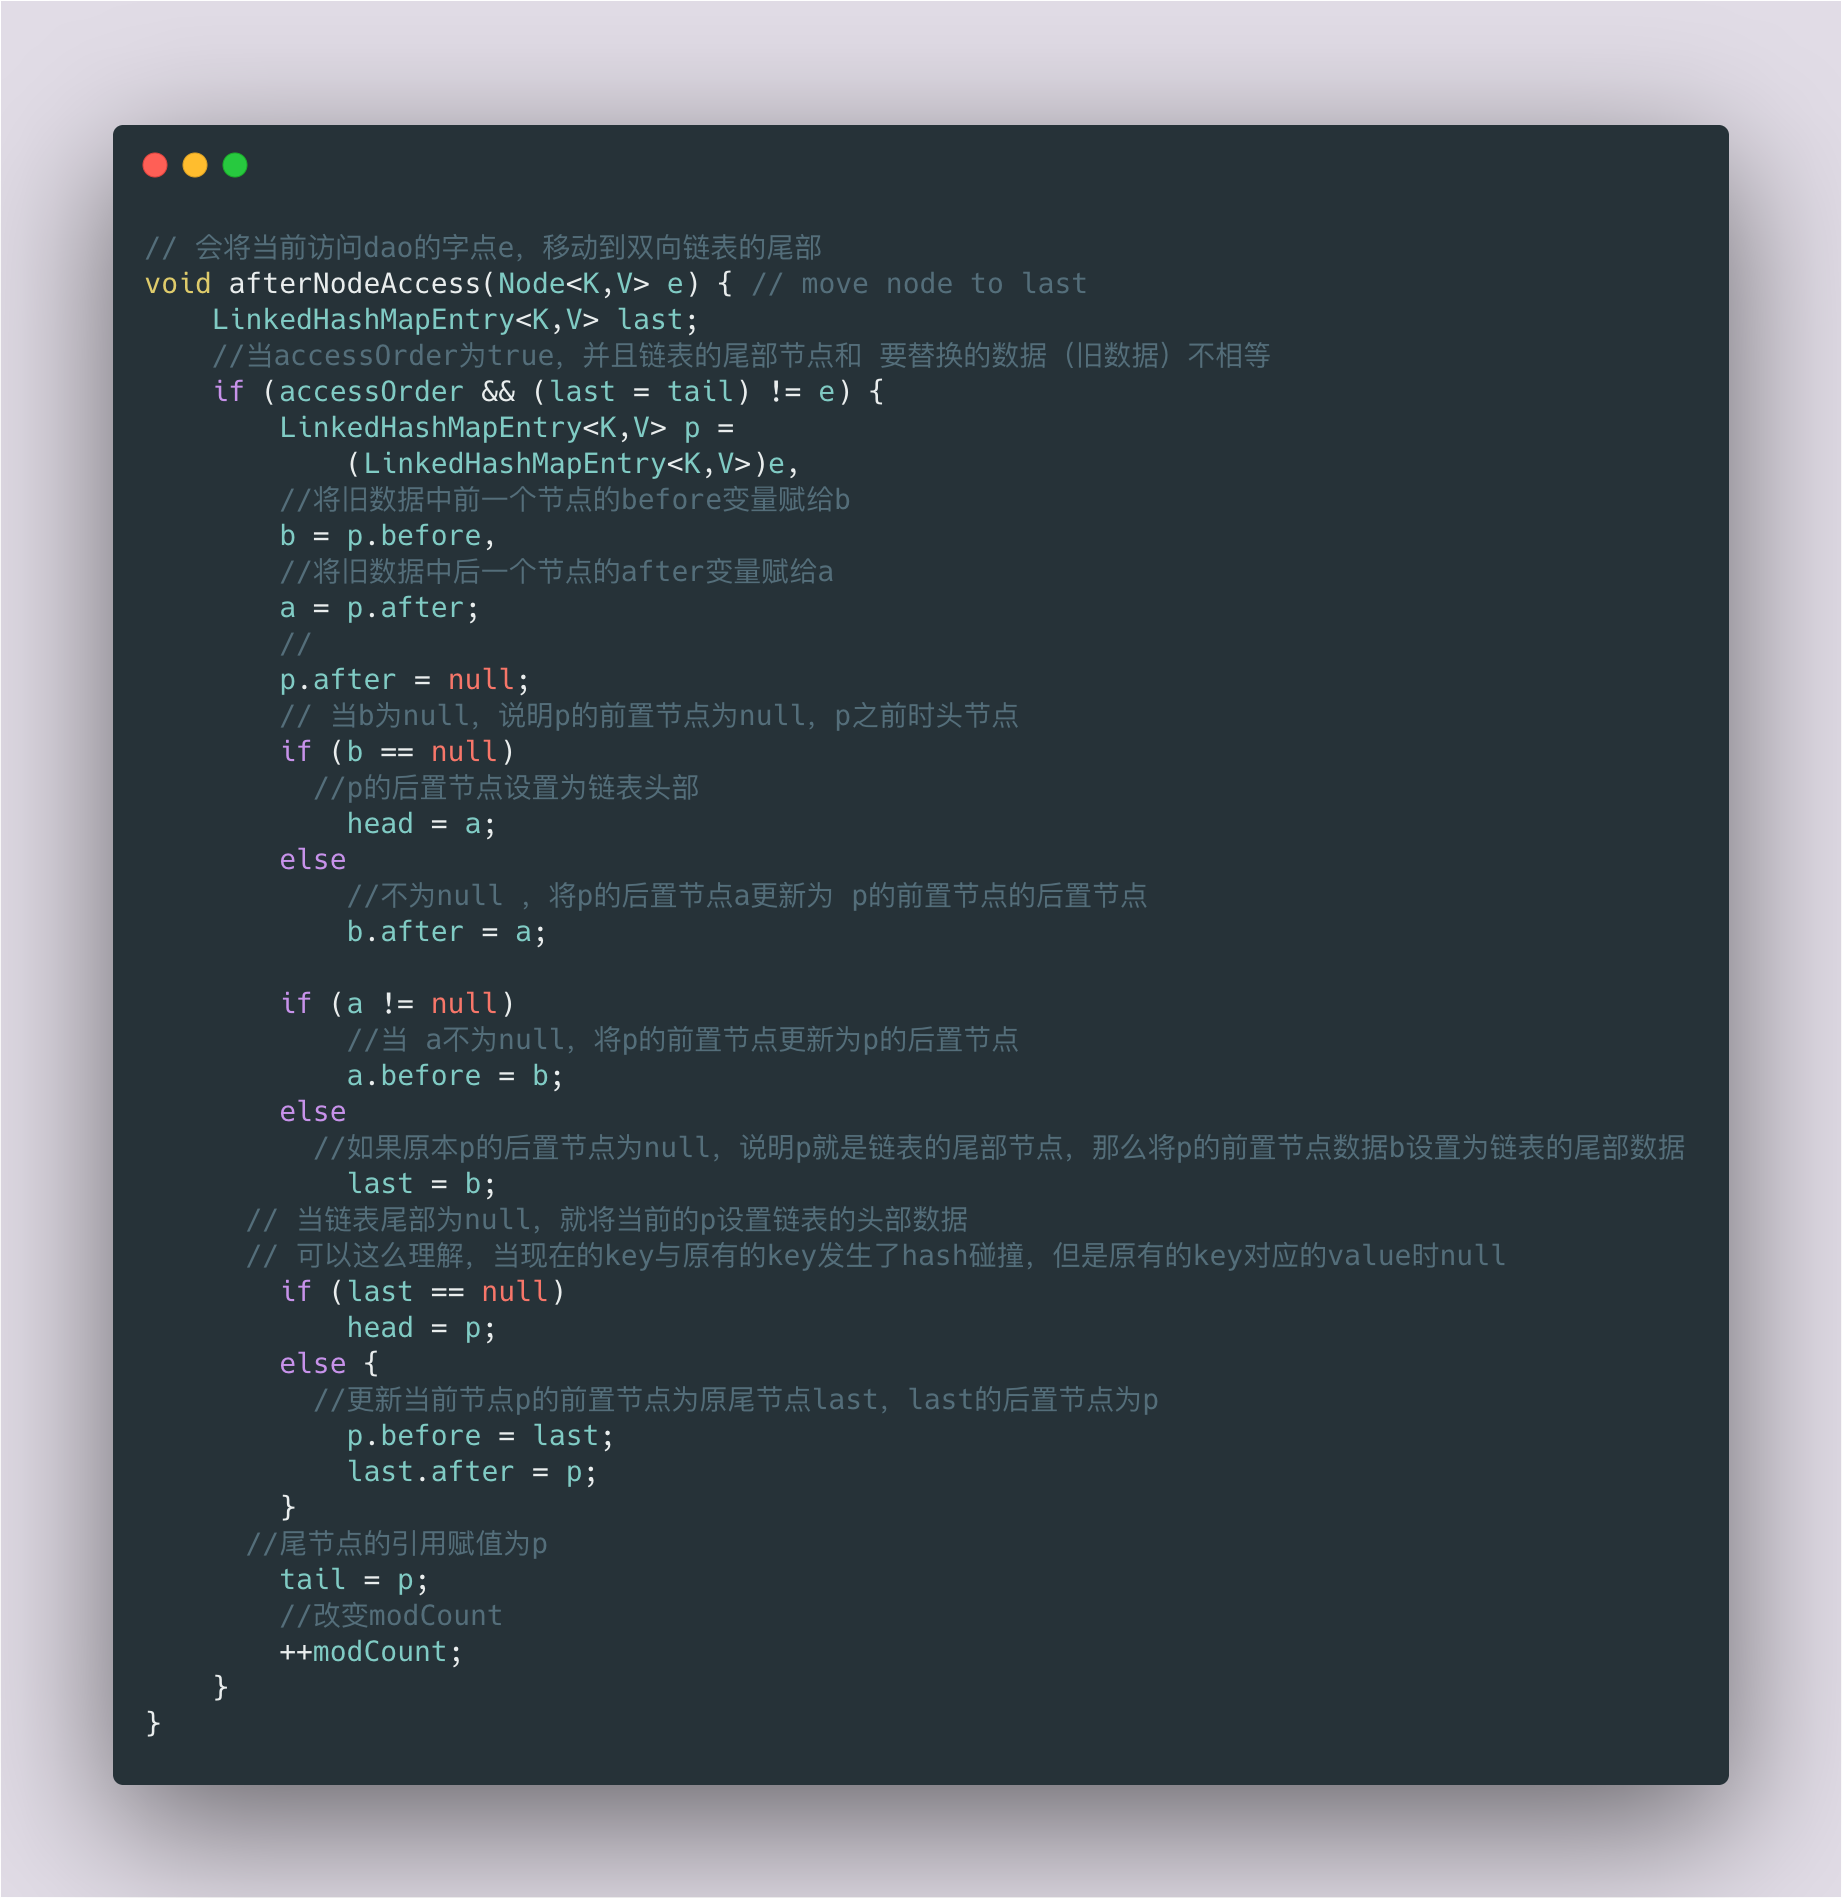 // 会将当前访问dao的字点e，移动到双向链表的尾部
void afterNodeAccess(Node<K,V> e) { // move node to last
    LinkedHashMapEntry<K,V> last;
    //当accessOrder为true，并且链表的尾部节点和 要替换的数据（旧数据）不相等
    if (accessOrder && (last = tail) != e) {
        LinkedHashMapEntry<K,V> p =
            (LinkedHashMapEntry<K,V>)e,
        //将旧数据中前一个节点的before变量赋给b
        b = p.before,
        //将旧数据中后一个节点的after变量赋给a
        a = p.after;
        //
        p.after = null;
        // 当b为null，说明p的前置节点为null，p之前时头节点
        if (b == null)
          //p的后置节点设置为链表头部
            head = a;
        else
            //不为null ，将p的后置节点a更新为 p的前置节点的后置节点
            b.after = a;

        if (a != null)
            //当 a不为null，将p的前置节点更新为p的后置节点
            a.before = b;
        else
          //如果原本p的后置节点为null，说明p就是链表的尾部节点，那么将p的前置节点数据b设置为链表的尾部数据
            last = b;
      // 当链表尾部为null，就将当前的p设置链表的头部数据
      // 可以这么理解，当现在的key与原有的key发生了hash碰撞，但是原有的key对应的value时null
        if (last == null)
            head = p;
        else {
          //更新当前节点p的前置节点为原尾节点last，last的后置节点为p
            p.before = last;
            last.after = p;
        }
      //尾节点的引用赋值为p
        tail = p;
        //改变modCount
        ++modCount;
    }
}